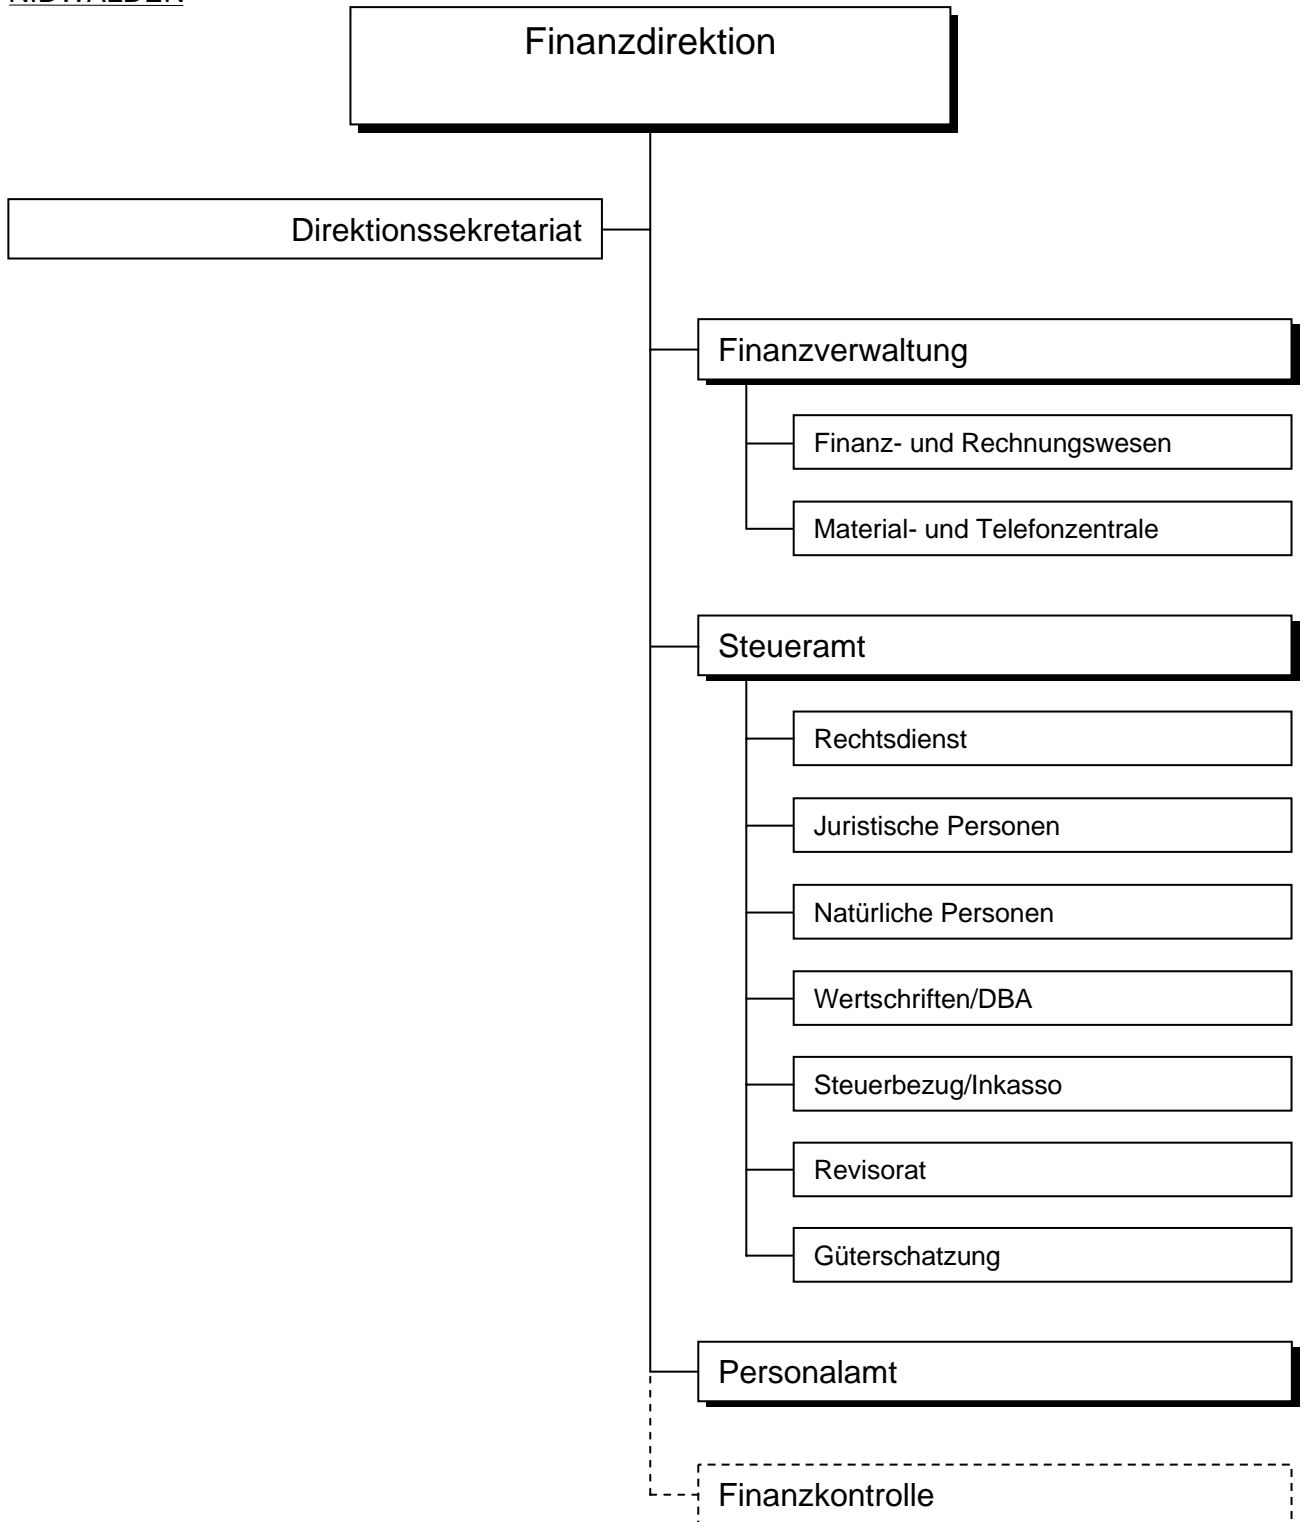 Finanzdirektion
Direktionssekretariat
Finanzverwaltung
Finanz- und Rechnungswesen
Material- und Telefonzentrale
Steueramt
Rechtsdienst
Juristische Personen
Natürliche Personen
Wertschriften/DBA
Steuerbezug/Inkasso
Revisorat
Güterschatzung
Personalamt
Finanzkontrolle